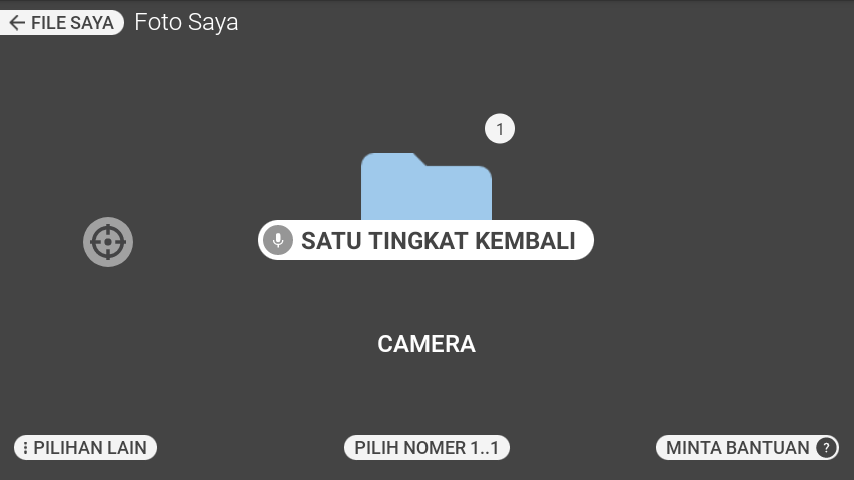 FILE SAYA Foto Saya
1
SATU TINGKAT KEMBALI
CAMERA
PILIHAN LAIN PILIH NOMER 1..1 MINTA BANTUAN ?